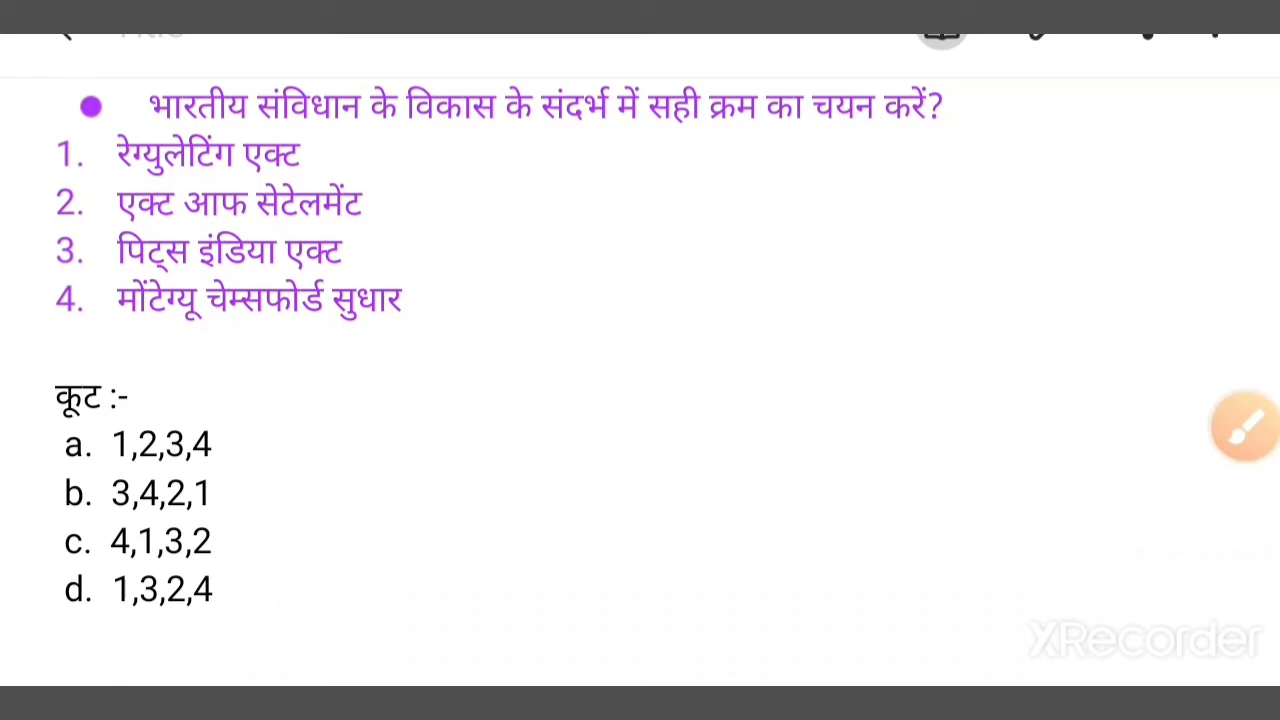 ● भारतीय संविधान के विकास के संदर्भ में सही क्रम का चयन करें?
1. रेग्युलेटिंग एक्ट
2. एक्ट आफ सेटेलमेंट
3. पिट्स इंडिया एक्ट
4. मोंटेग्यू चेम्सफोर्ड सुधार
कूट :-
a. 1,2,3,4
b. 3,4,2,1
c. 4,1,3,2
d. 1,3,2,4
XRecorder